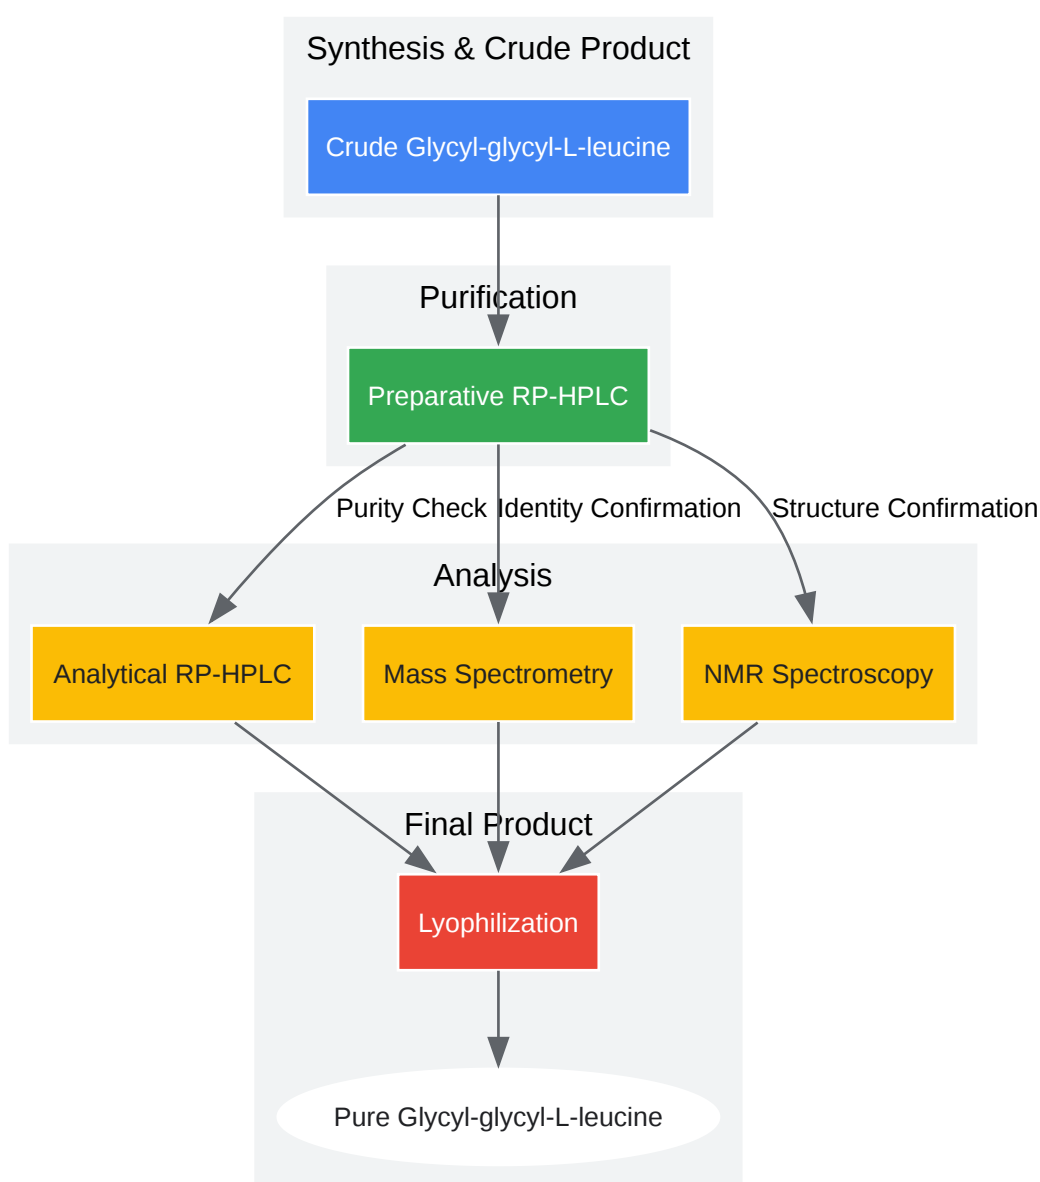 Synthesis & Crude Product
Crude Glycyl-glycyl-L-leucine
Purification
Preparative RP-HPLC
Purity Check
Identity Confirmation
Structure Confirmation
Analysis
Analytical RP-HPLC
Mass Spectrometry
NMR Spectroscopy
Final Product
Lyophilization
Pure Glycyl-glycyl-L-leucine